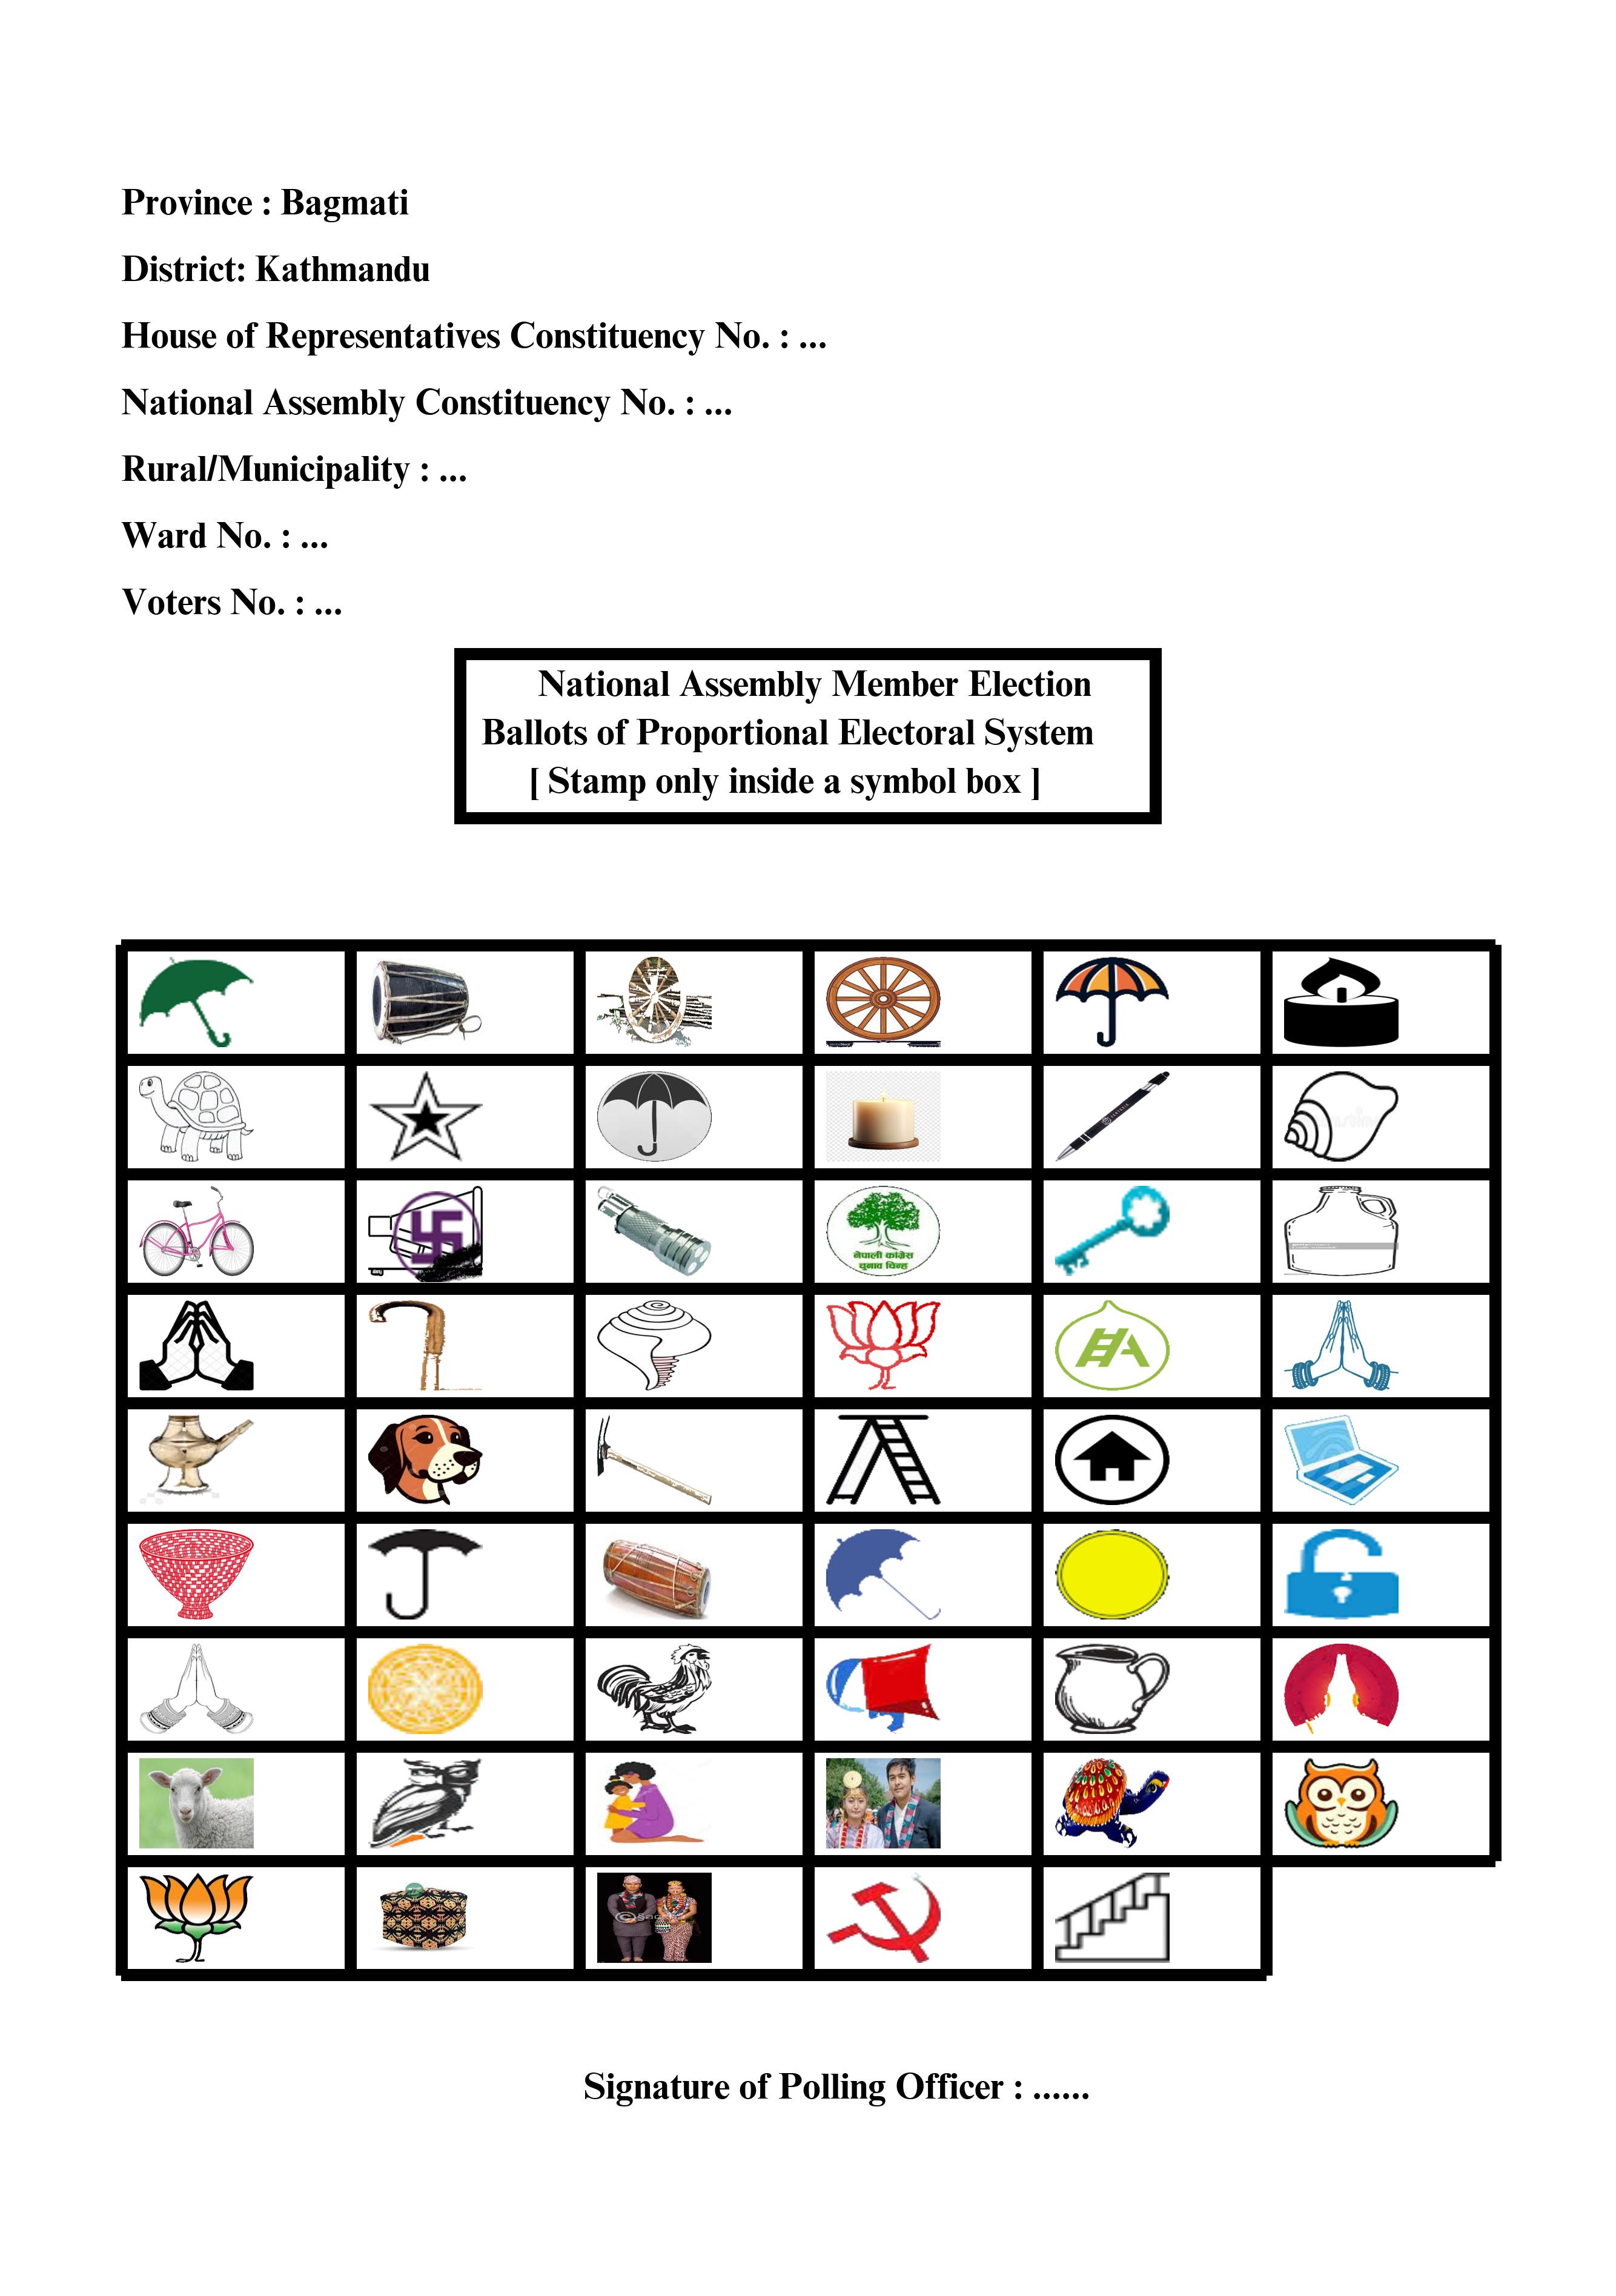 Province : Bagmati
District: Kathmandu
House of Representatives Constituency No. : ...
National Assembly Constituency No. : ...
Rural/Municipality : ...
Ward No. : ...
Voters No. : ...
National Assembly Member Election
Ballots of Proportional Electoral System
[ Stamp only inside a symbol box ]
नेपाली कांग्रेस
चुनाव चिन्ह
Signature of Polling Officer : ......